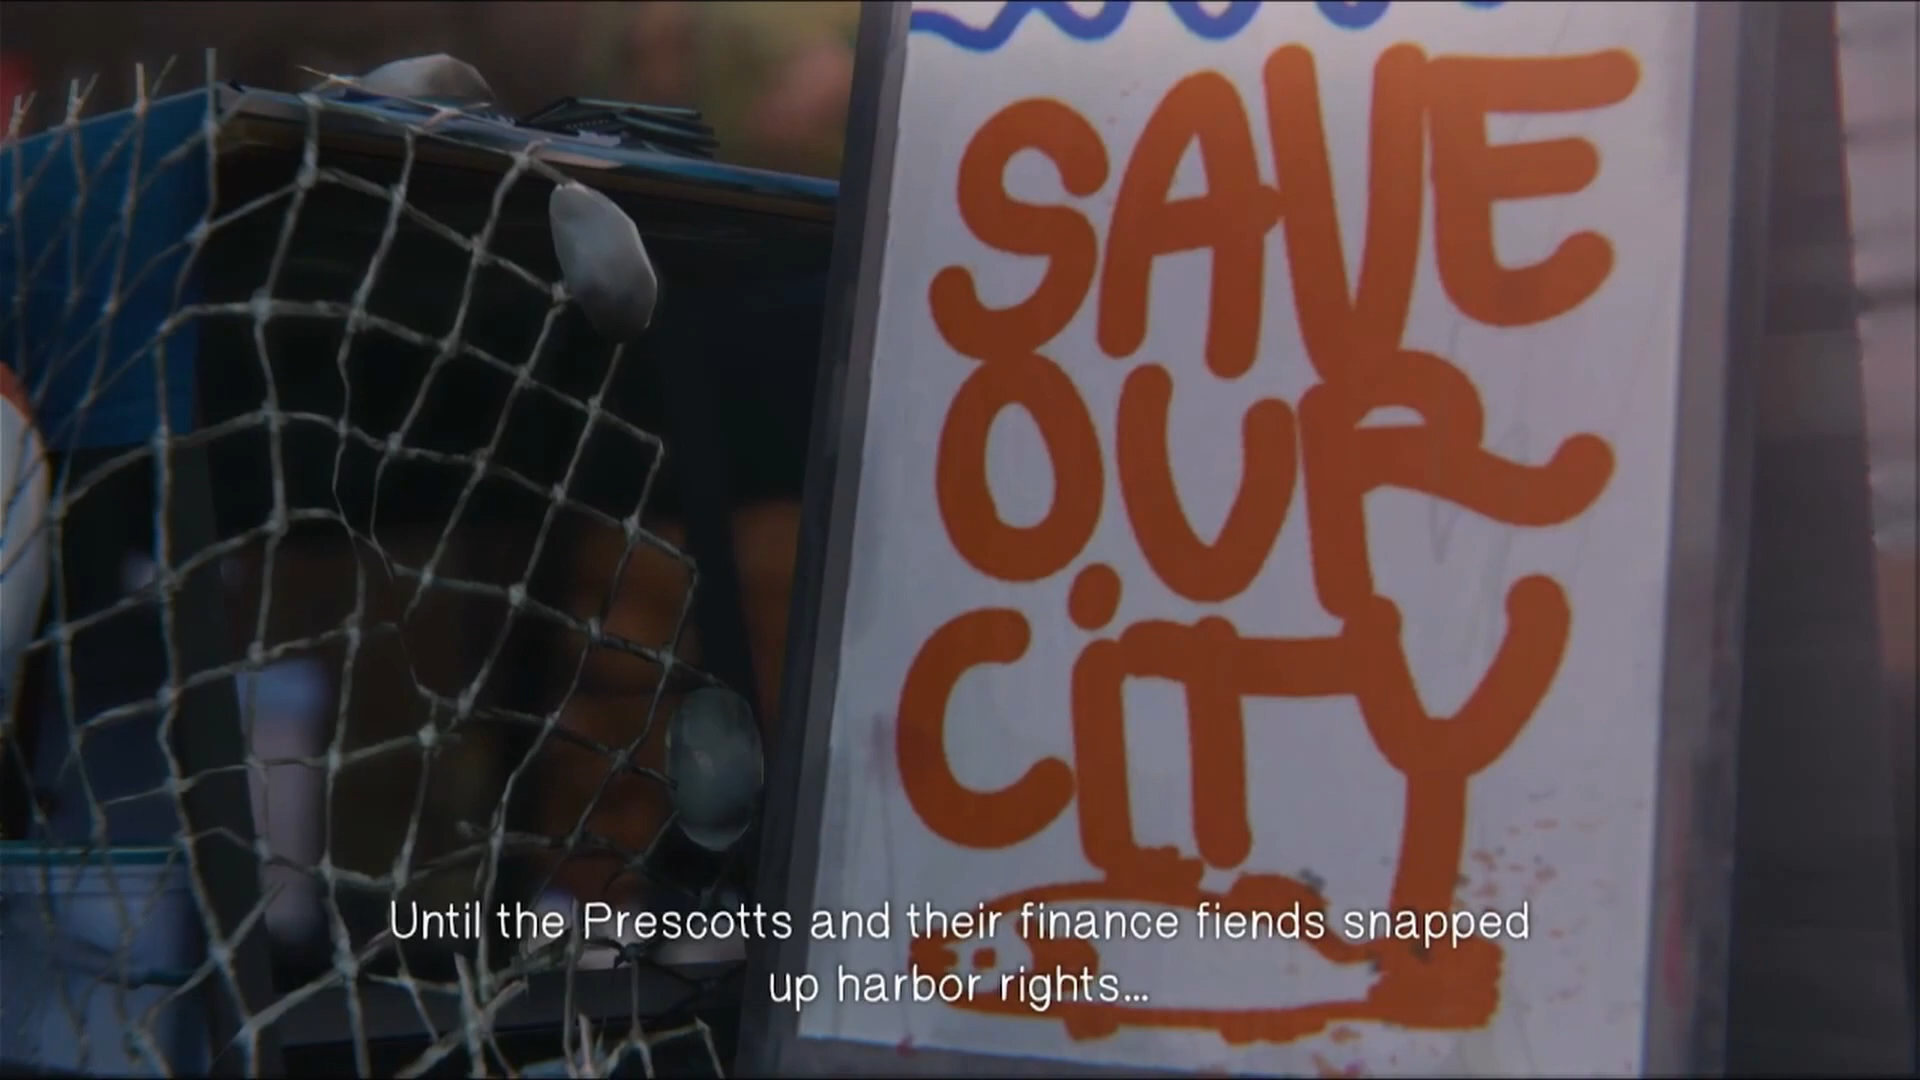 SAVE
OUR
CiTY
Until the Prescotts and their finance fiends snapped
up harbor rights...